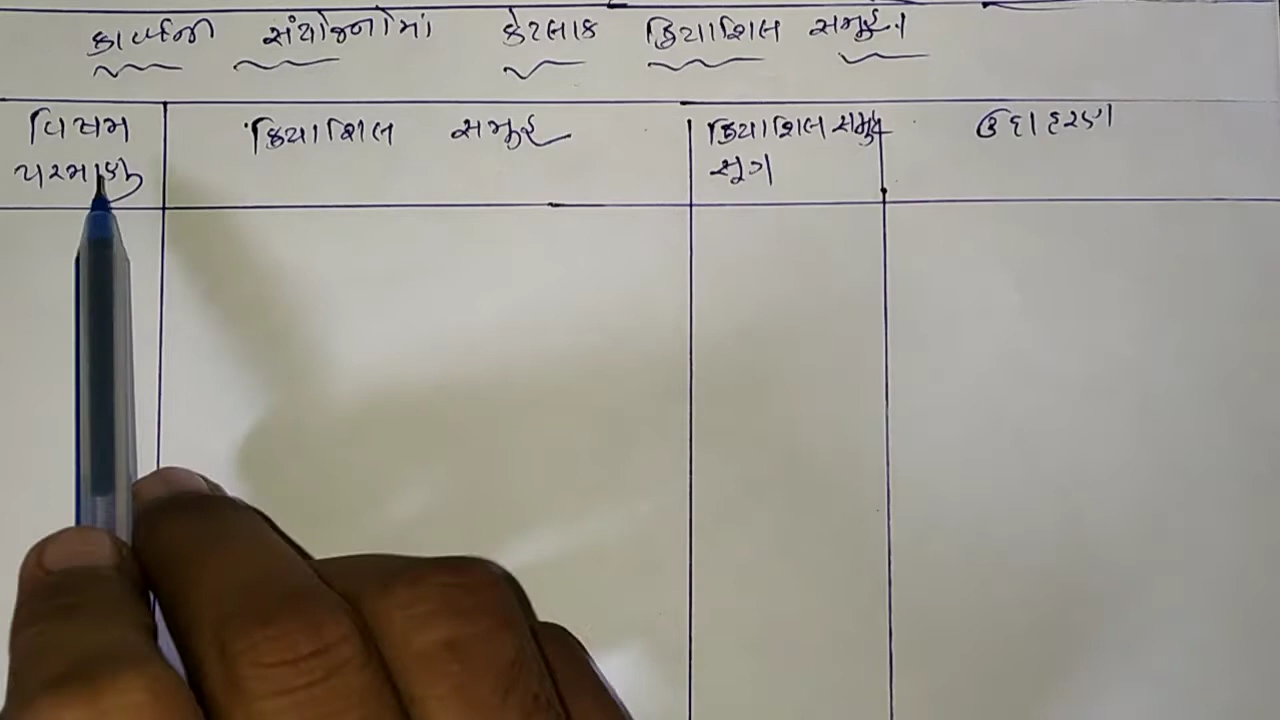 કાર્બની સંયોજનોમાં કેટલાક ક્રિયાશિલ સમૂહ.
વિષમ
પરમાણુ
ક્રિયાશિલ સમૂહ
ક્રિયાશિલ સમૂહ
સૂત્ર
ઉદાહરણ